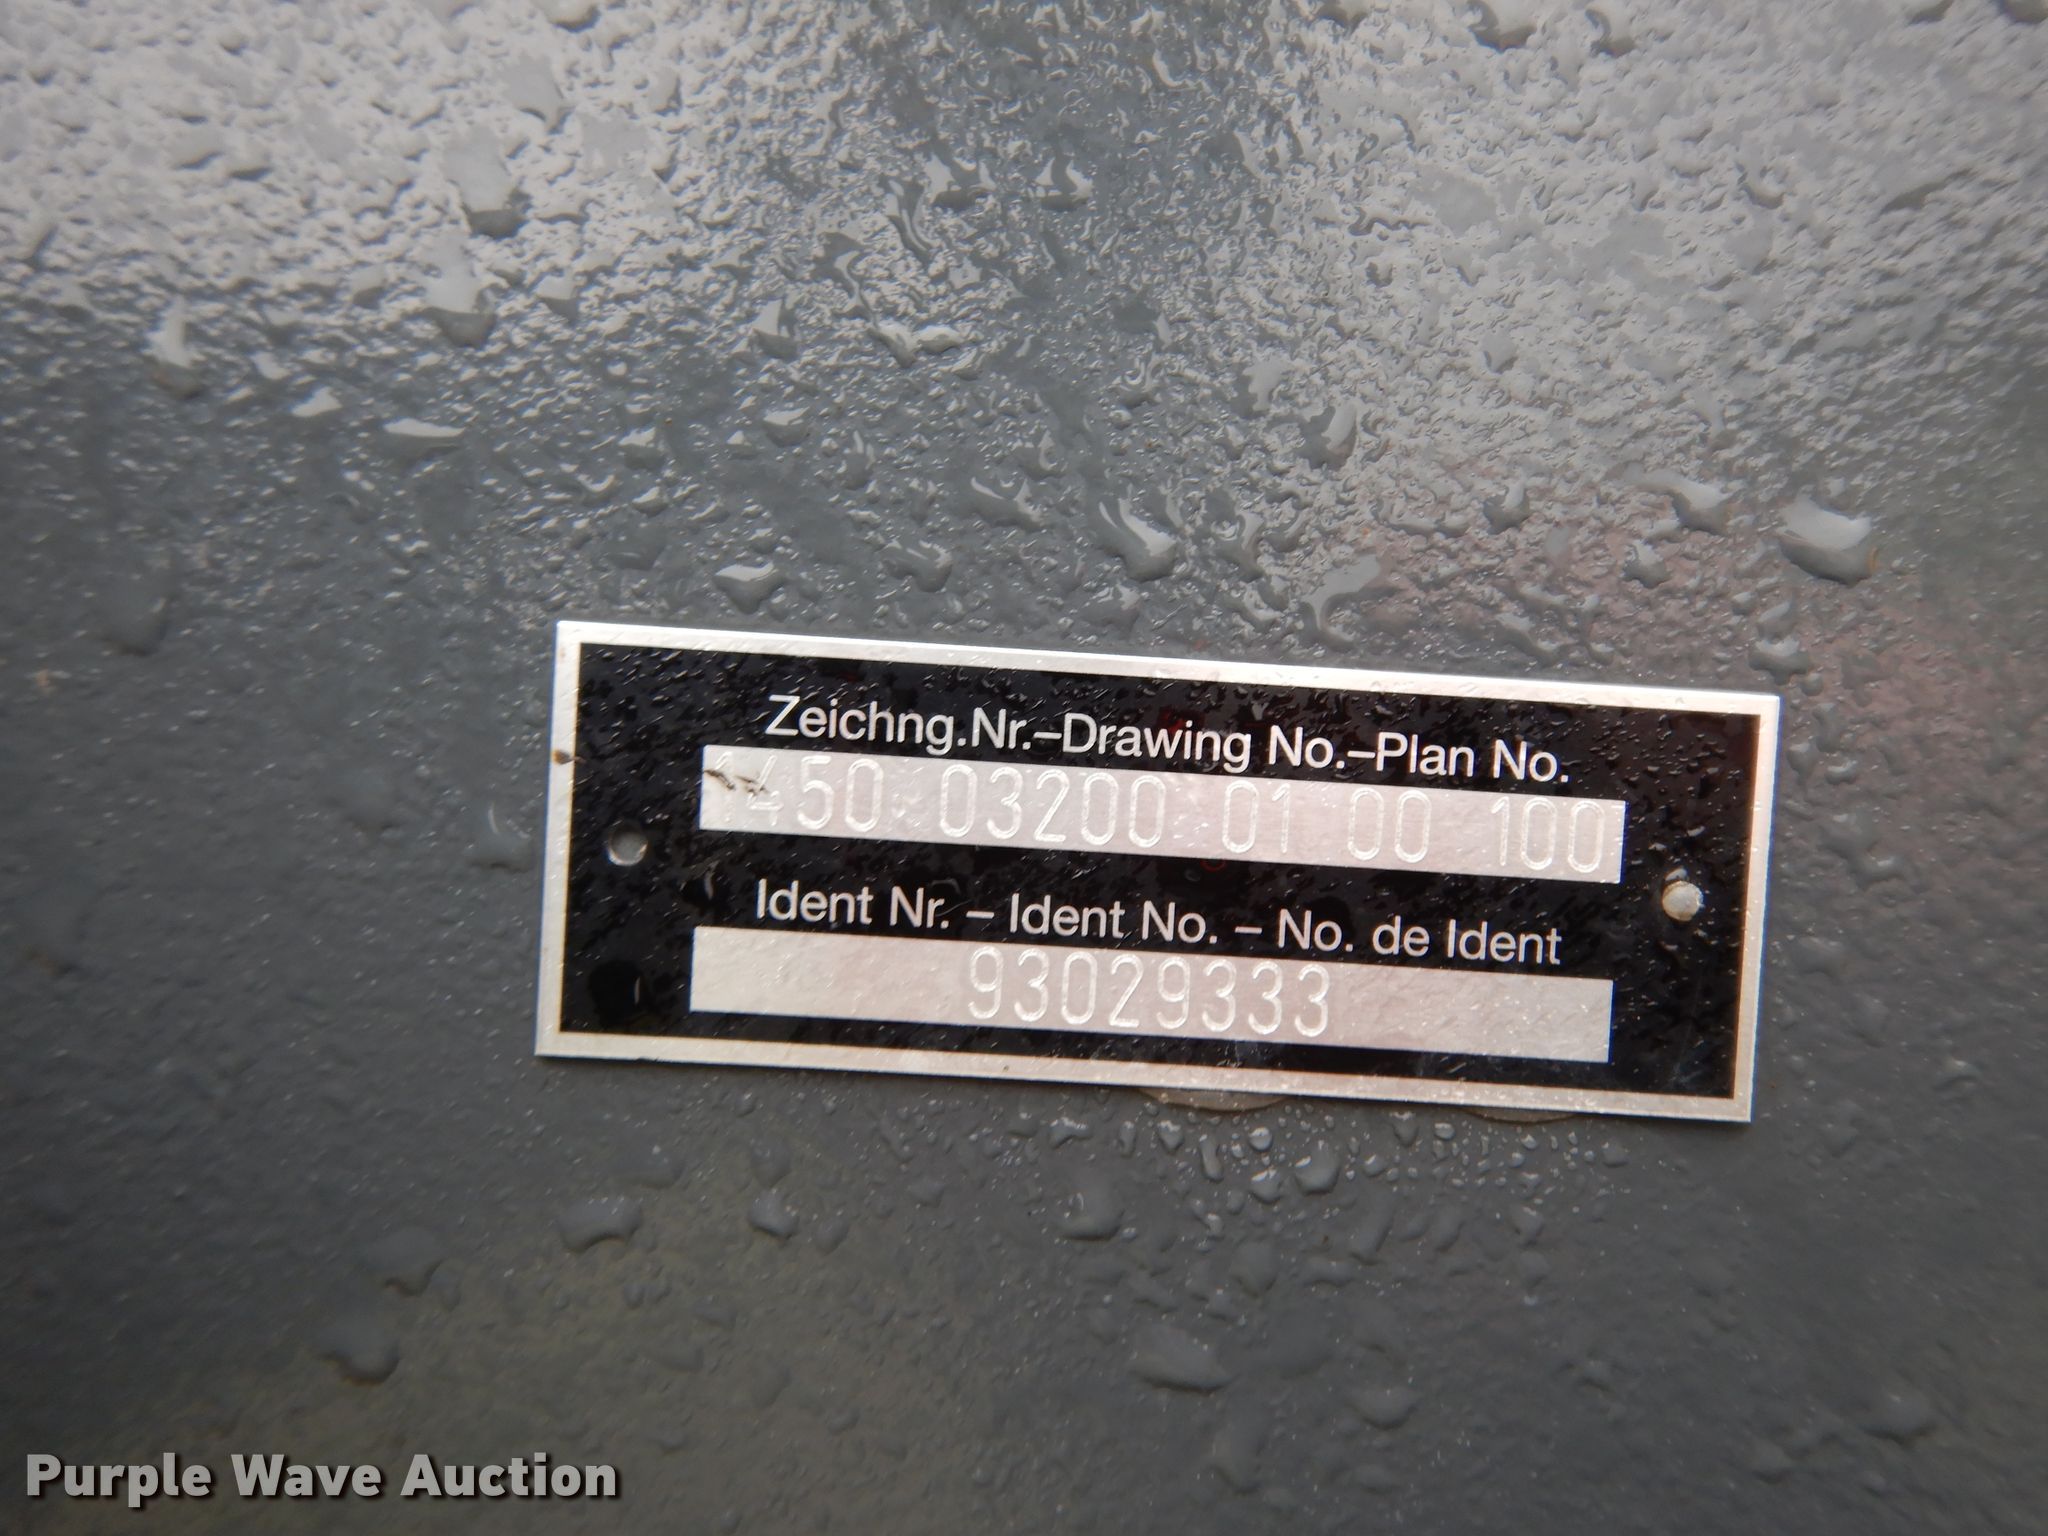 Zeichng.Nr.–Drawing No.–Plan No.
1450 03200 01 00 100
Ident Nr. – Ident No. – No. de Ident
93029333
Purple Wave Auction